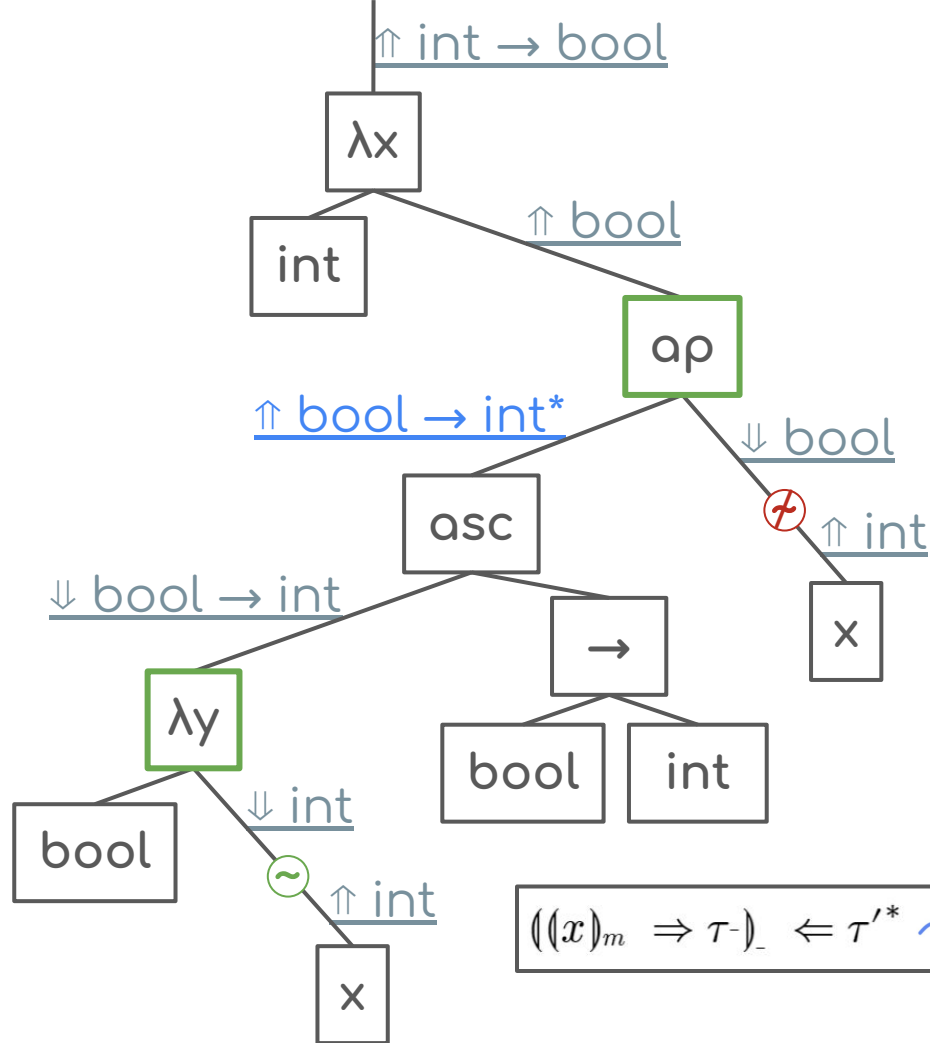 ⇑ int → bool
λx
⇑ bool
int
ap
⇑ bool → int*
⇓ bool
≁
⇑ int
asc
x
⇓ bool → int
→
λy
bool
int
⇓ int
bool
~
⇑ int
⦇⦇x⦈ₘ ⇒ τ-⦈_ ⇐ τ′*
x